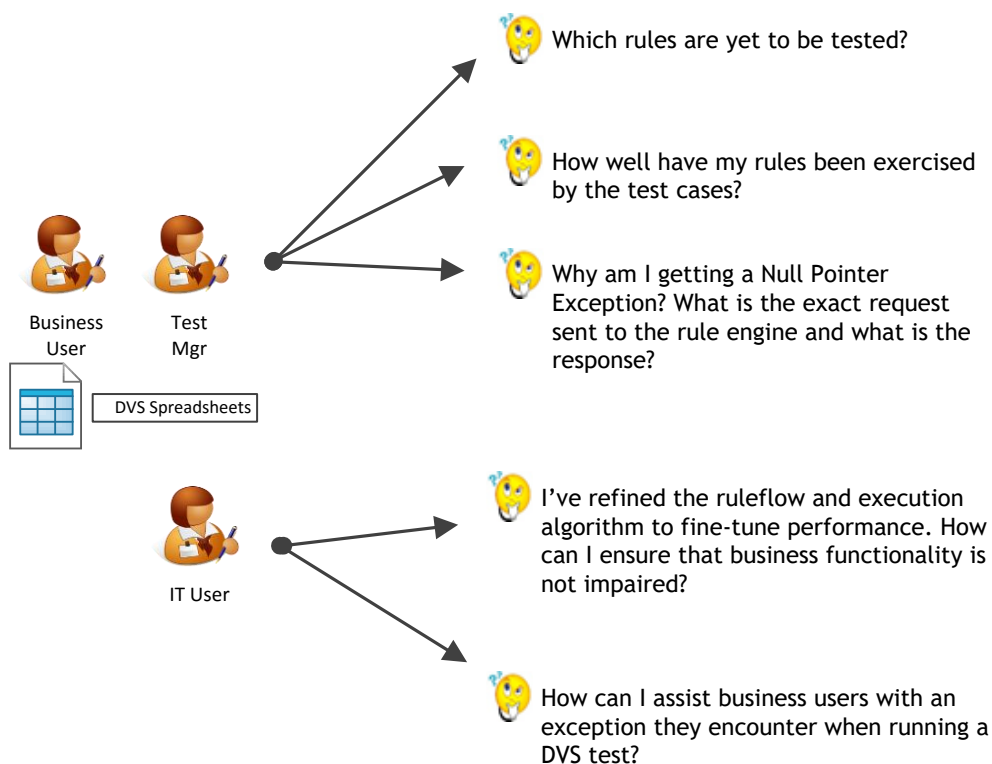 Which rules are yet to be tested?
How well have my rules been exercised
by the test cases?
Why am I getting a Null Pointer
Exception? What is the exact request
sent to the rule engine and what is the
response?
Business
User
Test
Mgr
DVS Spreadsheets
I’ve refined the ruleflow and execution
algorithm to fine-tune performance. How
can I ensure that business functionality is
not impaired?
IT User
How can I assist business users with an
exception they encounter when running a
DVS test?